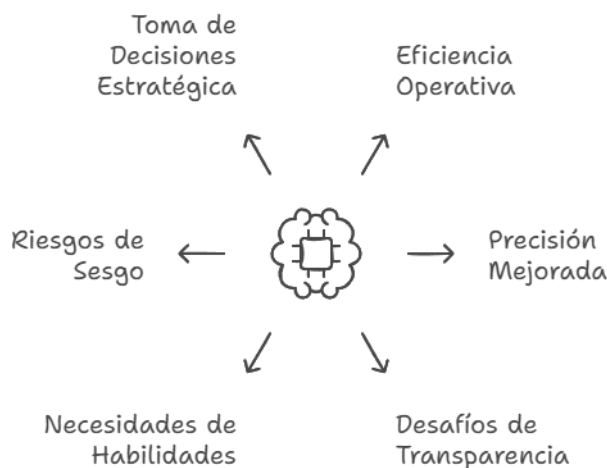 Toma de
Decisiones
Estratégica
Eficiencia
Operativa
Riesgos de
Sesgo
Precisión
Mejorada
Necesidades de
Habilidades
Desafíos de
Transparencia